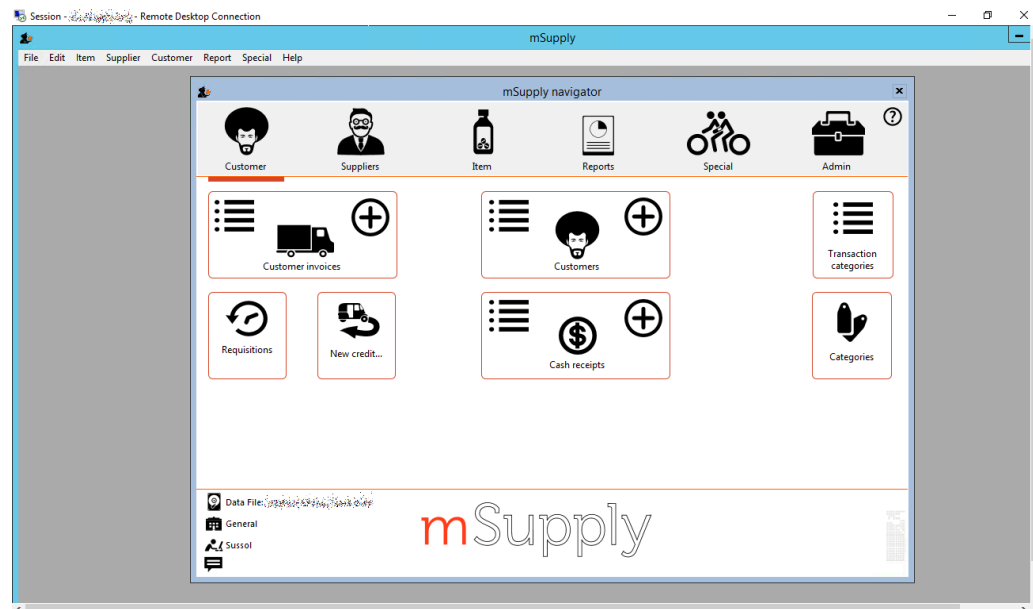 Session - - Remote Desktop Connection
mSupply
File Edit Item Supplier Customer Report Special Help
mSupply navigator
Customer Suppliers Item Reports Special Admin
Customer invoices
Customers
Transaction
categories
Requisitions
New credit...
Cash receipts
Categories
Data File:
General
Sussol
mSupply